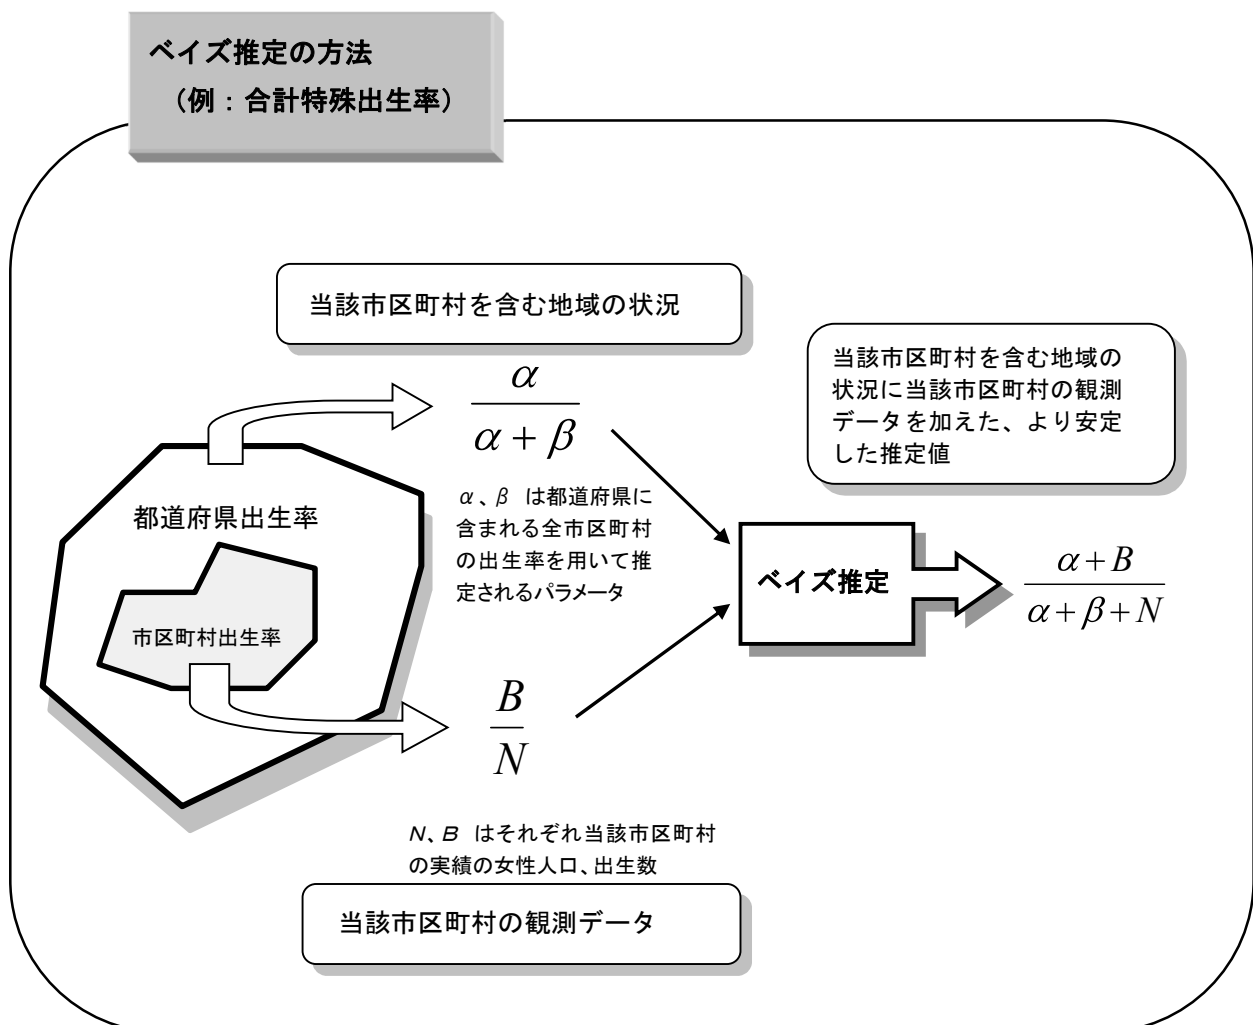 ベイズ推定の方法
（例：合計特殊出生率）
当該市区町村を含む地域の状況
α
α + β
α、β は都道府県に
含まれる全市区町村
の出生率を用いて推
定されるパラメータ
都道府県出生率
市区町村出生率
B
N
N、B はそれぞれ当該市区町村
の実績の女性人口、出生数
当該市区町村の観測データ
当該市区町村を含む地域の
状況に当該市区町村の観測
データを加えた、より安定
した推定値
ベイズ推定
α + B
α + β + N